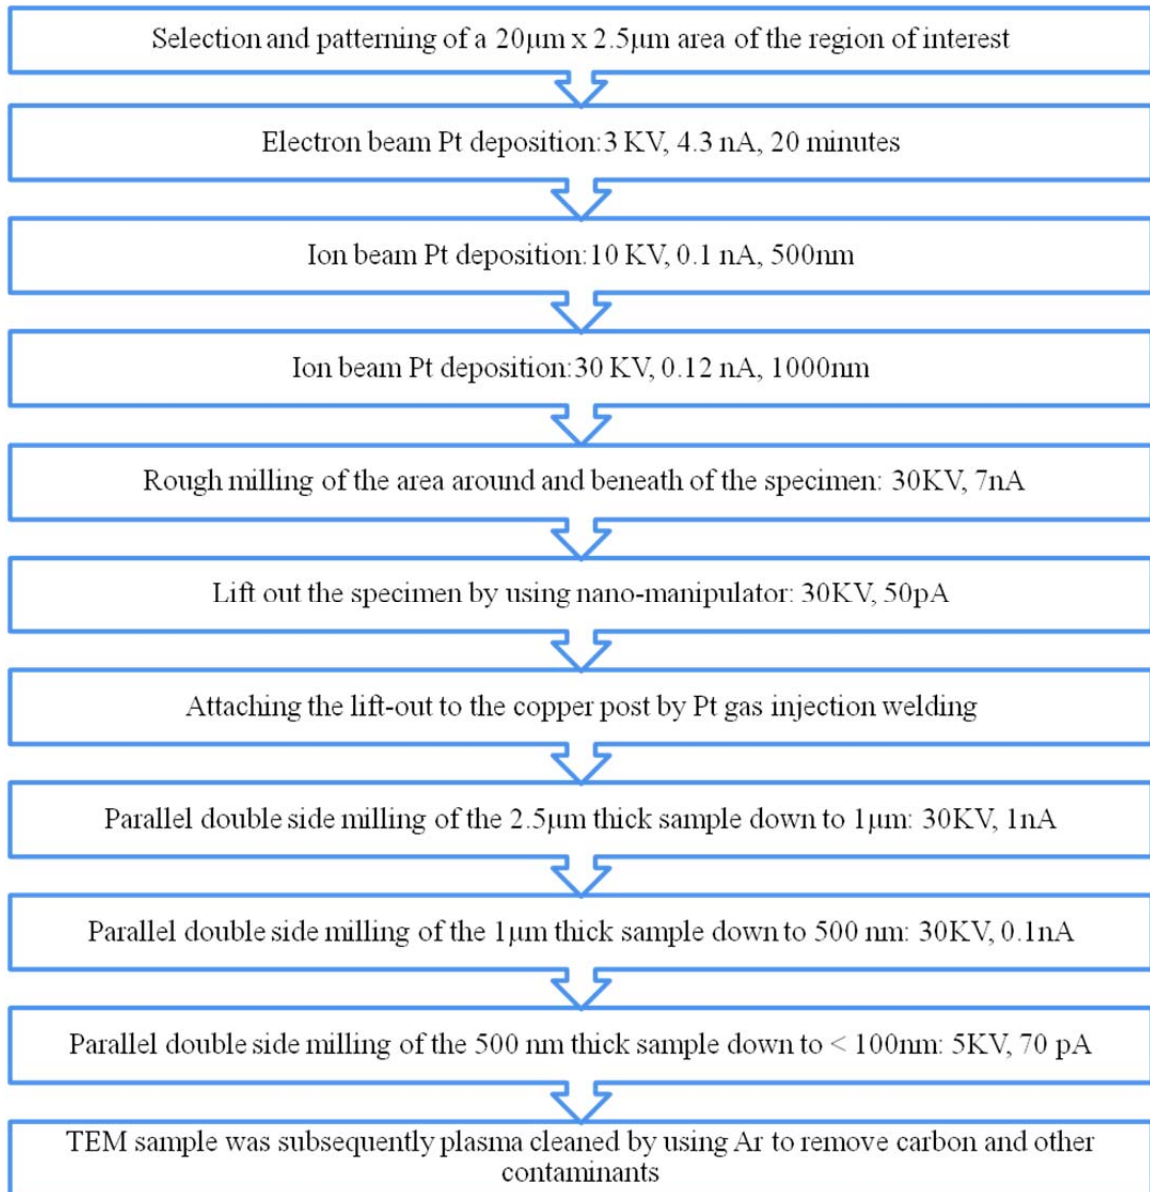 Selection and patterning of a 20μm x 2.5μm area of the region of interest
Electron beam Pt deposition:3 KV, 4.3 nA, 20 minutes
Ion beam Pt deposition:10 KV, 0.1 nA, 500nm
Ion beam Pt deposition:30 KV, 0.12 nA, 1000nm
Rough milling of the area around and beneath of the specimen: 30KV, 7nA
Lift out the specimen by using nano-manipulator: 30KV, 50pA
Attaching the lift-out to the copper post by Pt gas injection welding
Parallel double side milling of the 2.5μm thick sample down to 1μm: 30KV, 1nA
Parallel double side milling of the 1μm thick sample down to 500 nm: 30KV, 0.1nA
Parallel double side milling of the 500 nm thick sample down to < 100nm: 5KV, 70 pA
TEM sample was subsequently plasma cleaned by using Ar to remove carbon and other
contaminants